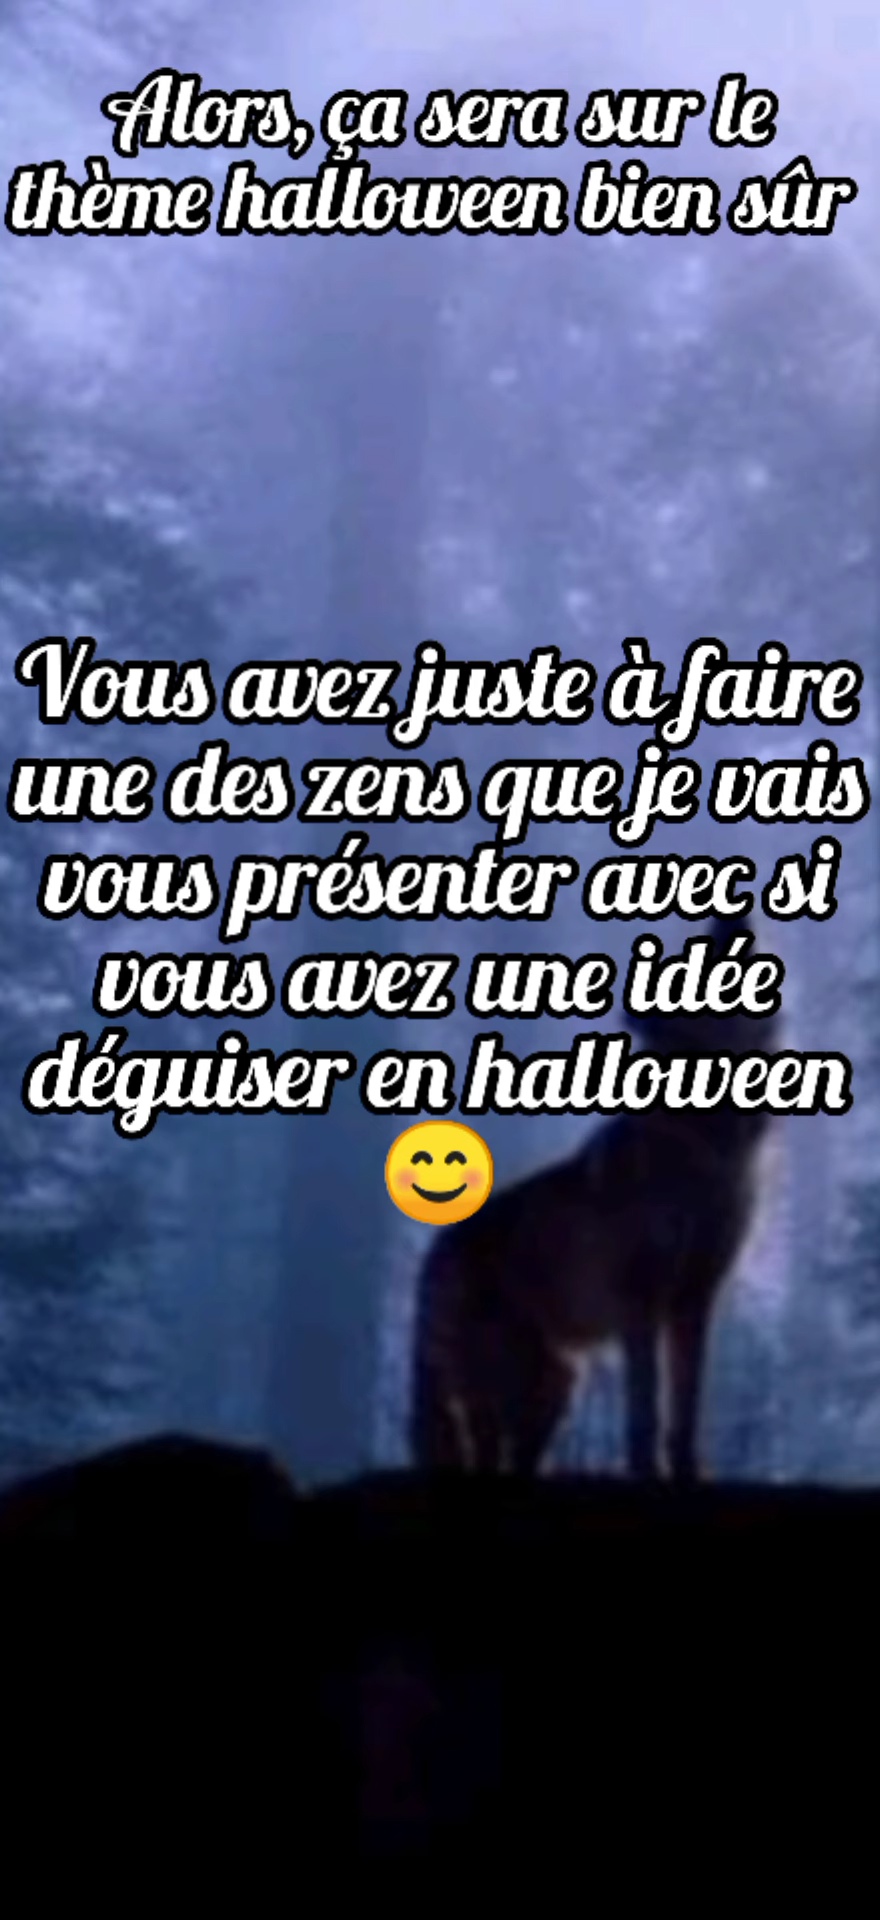 Alors, ça sera sur le
thème halloween bien sûr
Vous avez juste à faire
une des zens que je vais
vous présenter avec si
vous avez une idée
déguiser en halloween
😊